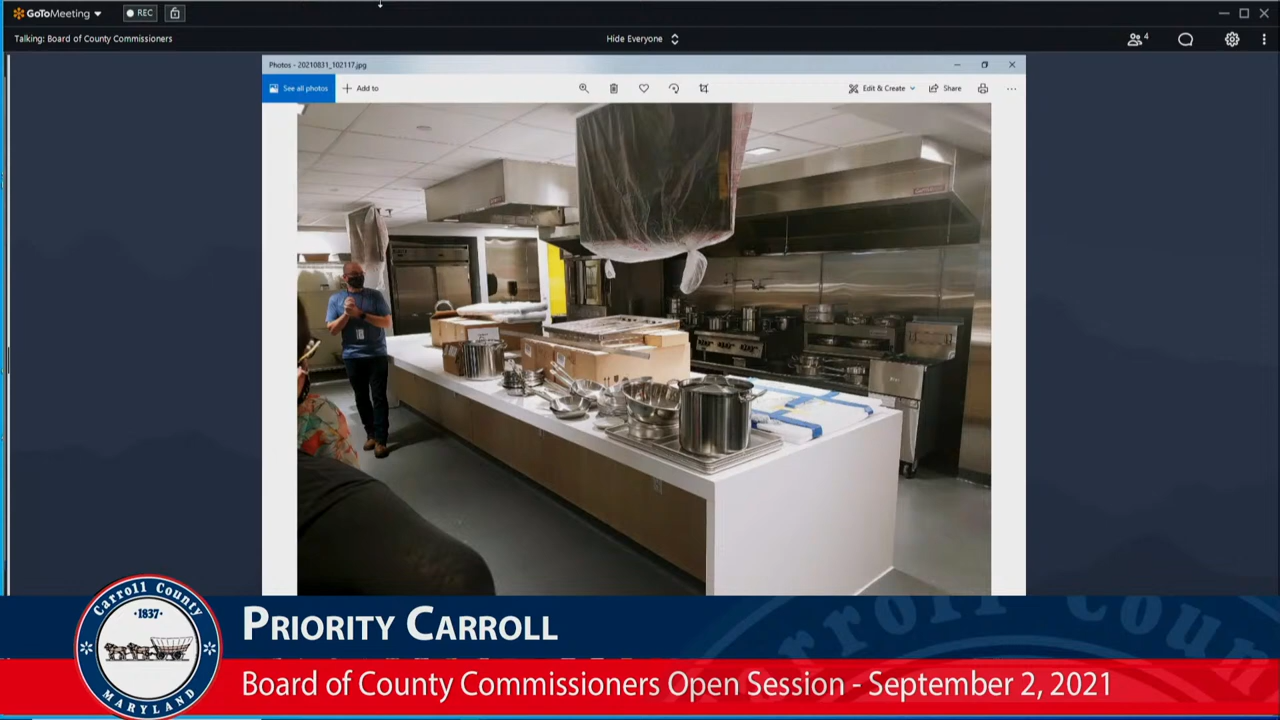 GoToMeeting
REC
Talking: Board of County Commissioners
Hide Everyone
4
Photos - 20210831_102117.jpg
See all photos
Add to
Edit & Create
Share
Carroll County
·1837·
MARYLAND
PRIORITY CARROLL
Board of County Commissioners Open Session - September 2, 2021